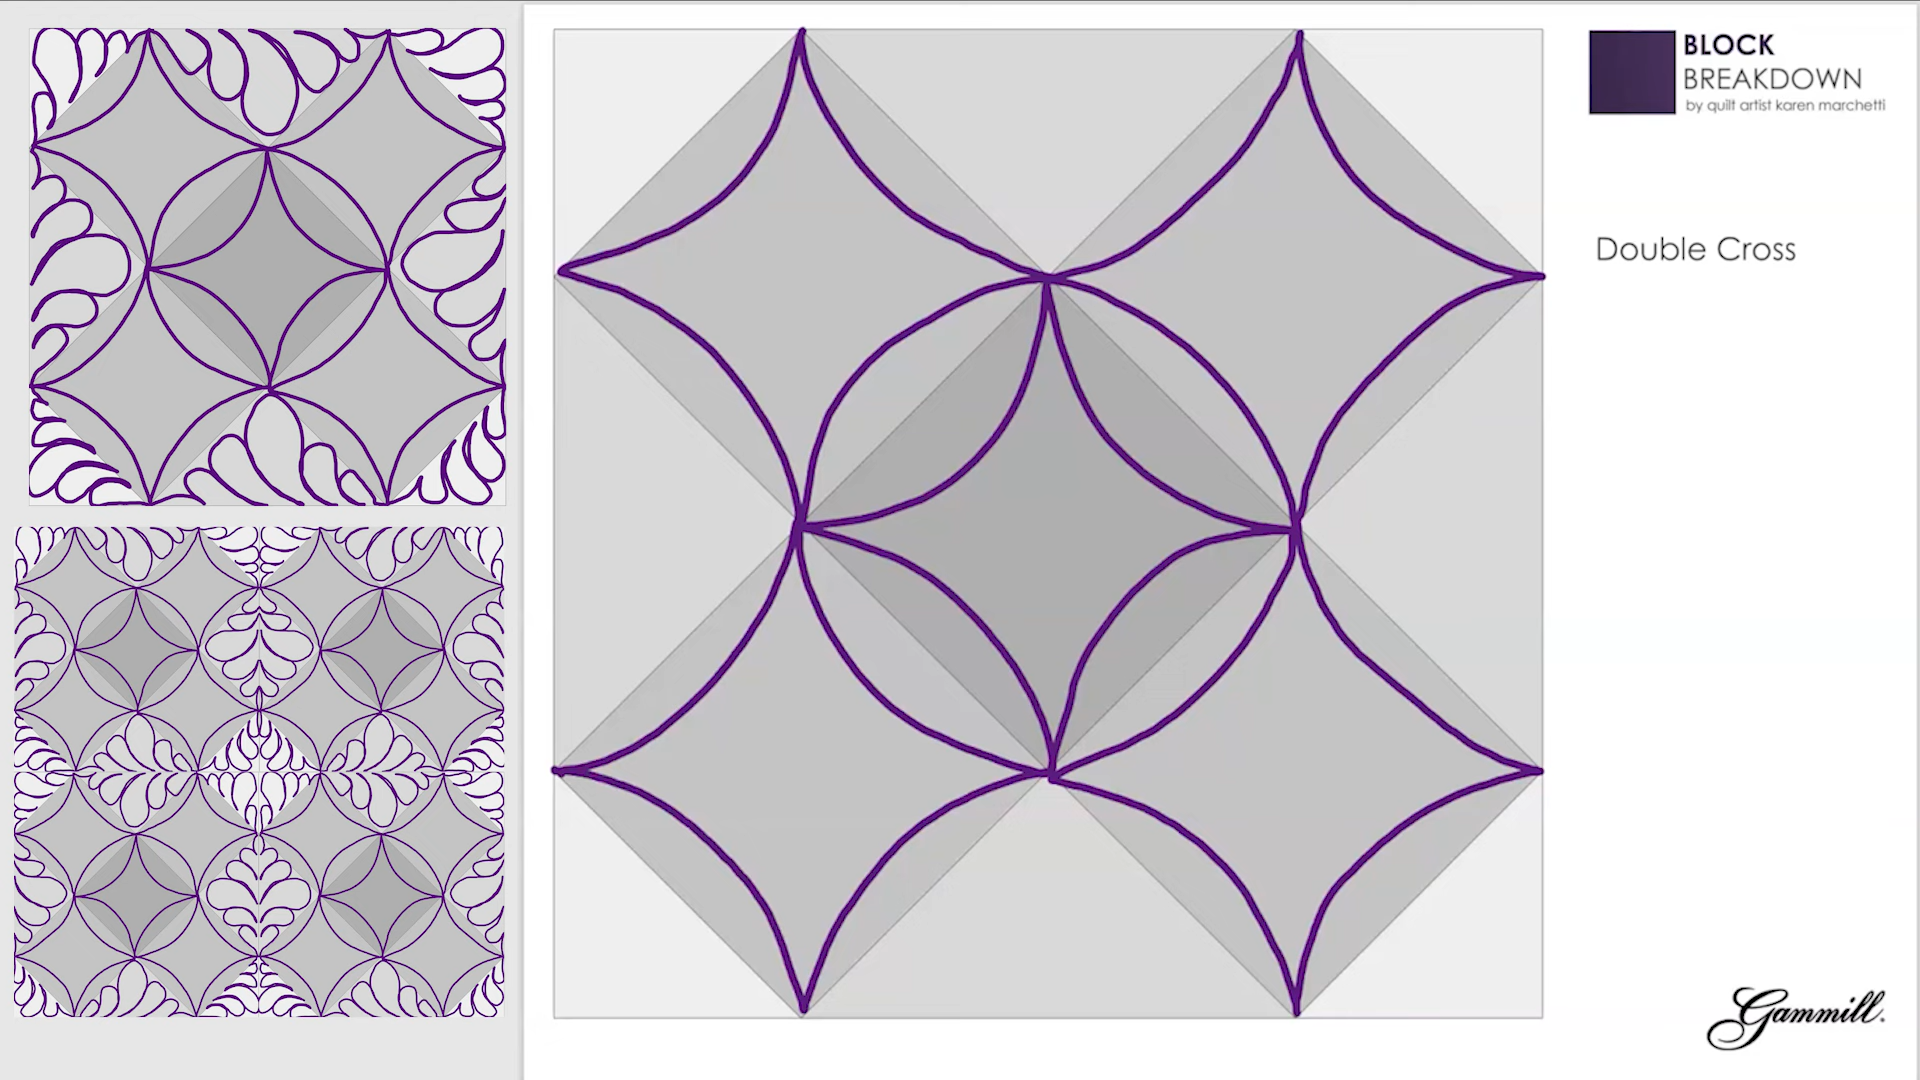 BLOCK
BREAKDOWN
by quilt artist karen marchetti
Double Cross
Gammill.